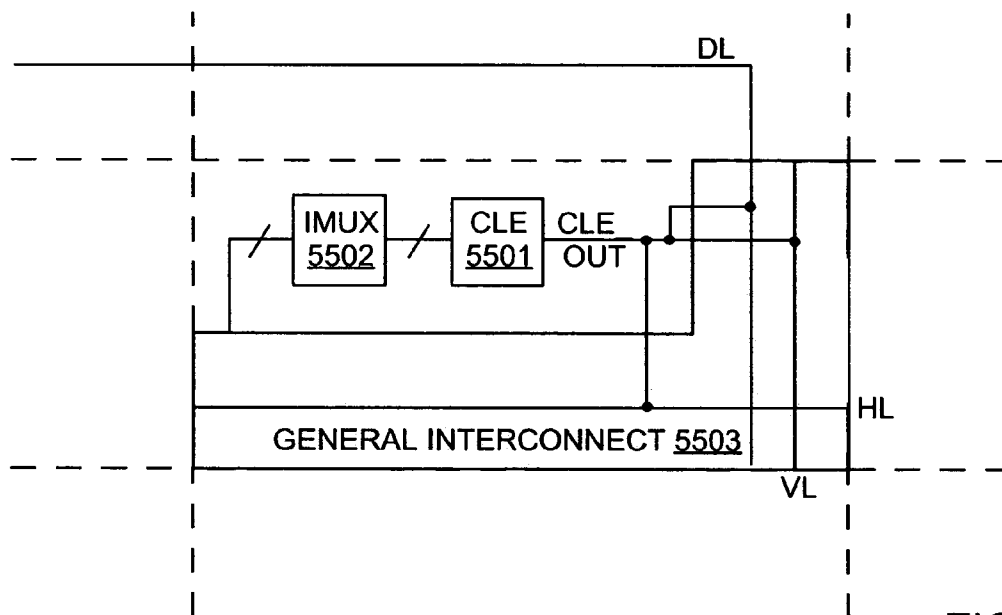 DL
IMUX
5502
CLE
5501
CLE
OUT
HL
GENERAL INTERCONNECT 5503
VL